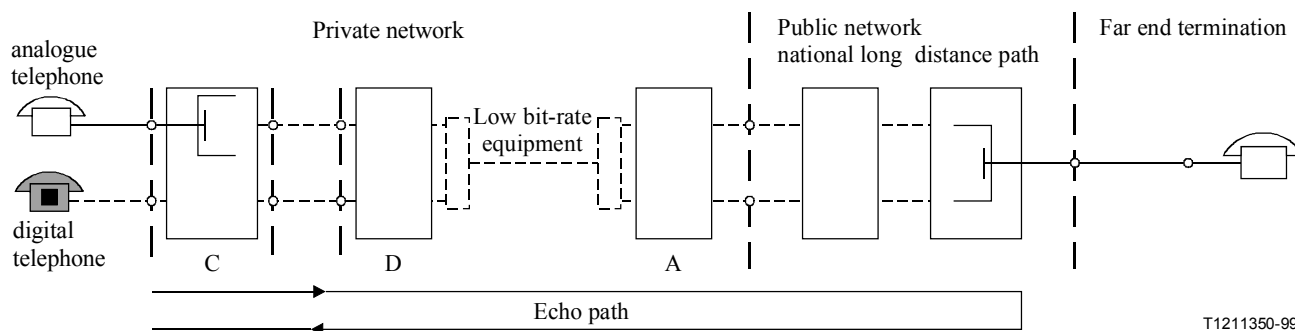 Private network
Public network
national long distance path
Far end termination
analogue
telephone
Low bit-rate
equipment
digital
telephone
C
D
A
Echo path
T1211350-99